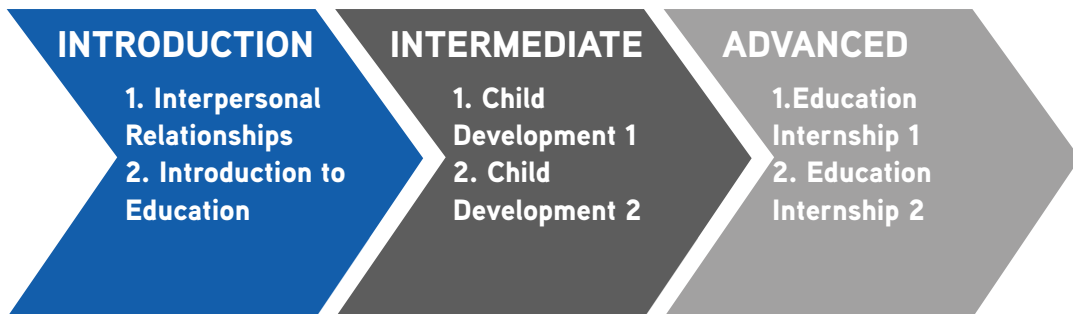 INTRODUCTION
1. Interpersonal
Relationships
2. Introduction to
Education
INTERMEDIATE
1. Child
Development 1
2. Child
Development 2
ADVANCED
1.Education
Internship 1
2. Education
Internship 2